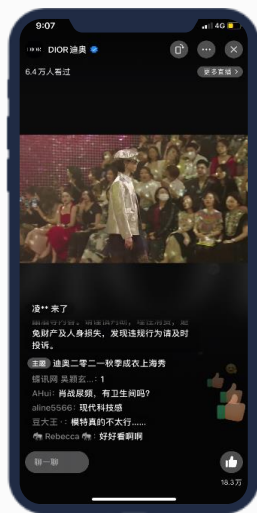 9:07
4G
DIOR迪奥
6.4万人看过
更多直播 >
凌** 来了
免财产及人身损失，发现违规行为请及时
投诉。
主题 迪奥二零二一秋季成衣上海秀
蝶讯网 吴颖玄...：1
AHui：肖战尿频，有卫生间吗？
aline5566：现代科技感
豆大王·：模特真的不太行......
Rebecca：好好看啊啊
聊一聊
18.3万